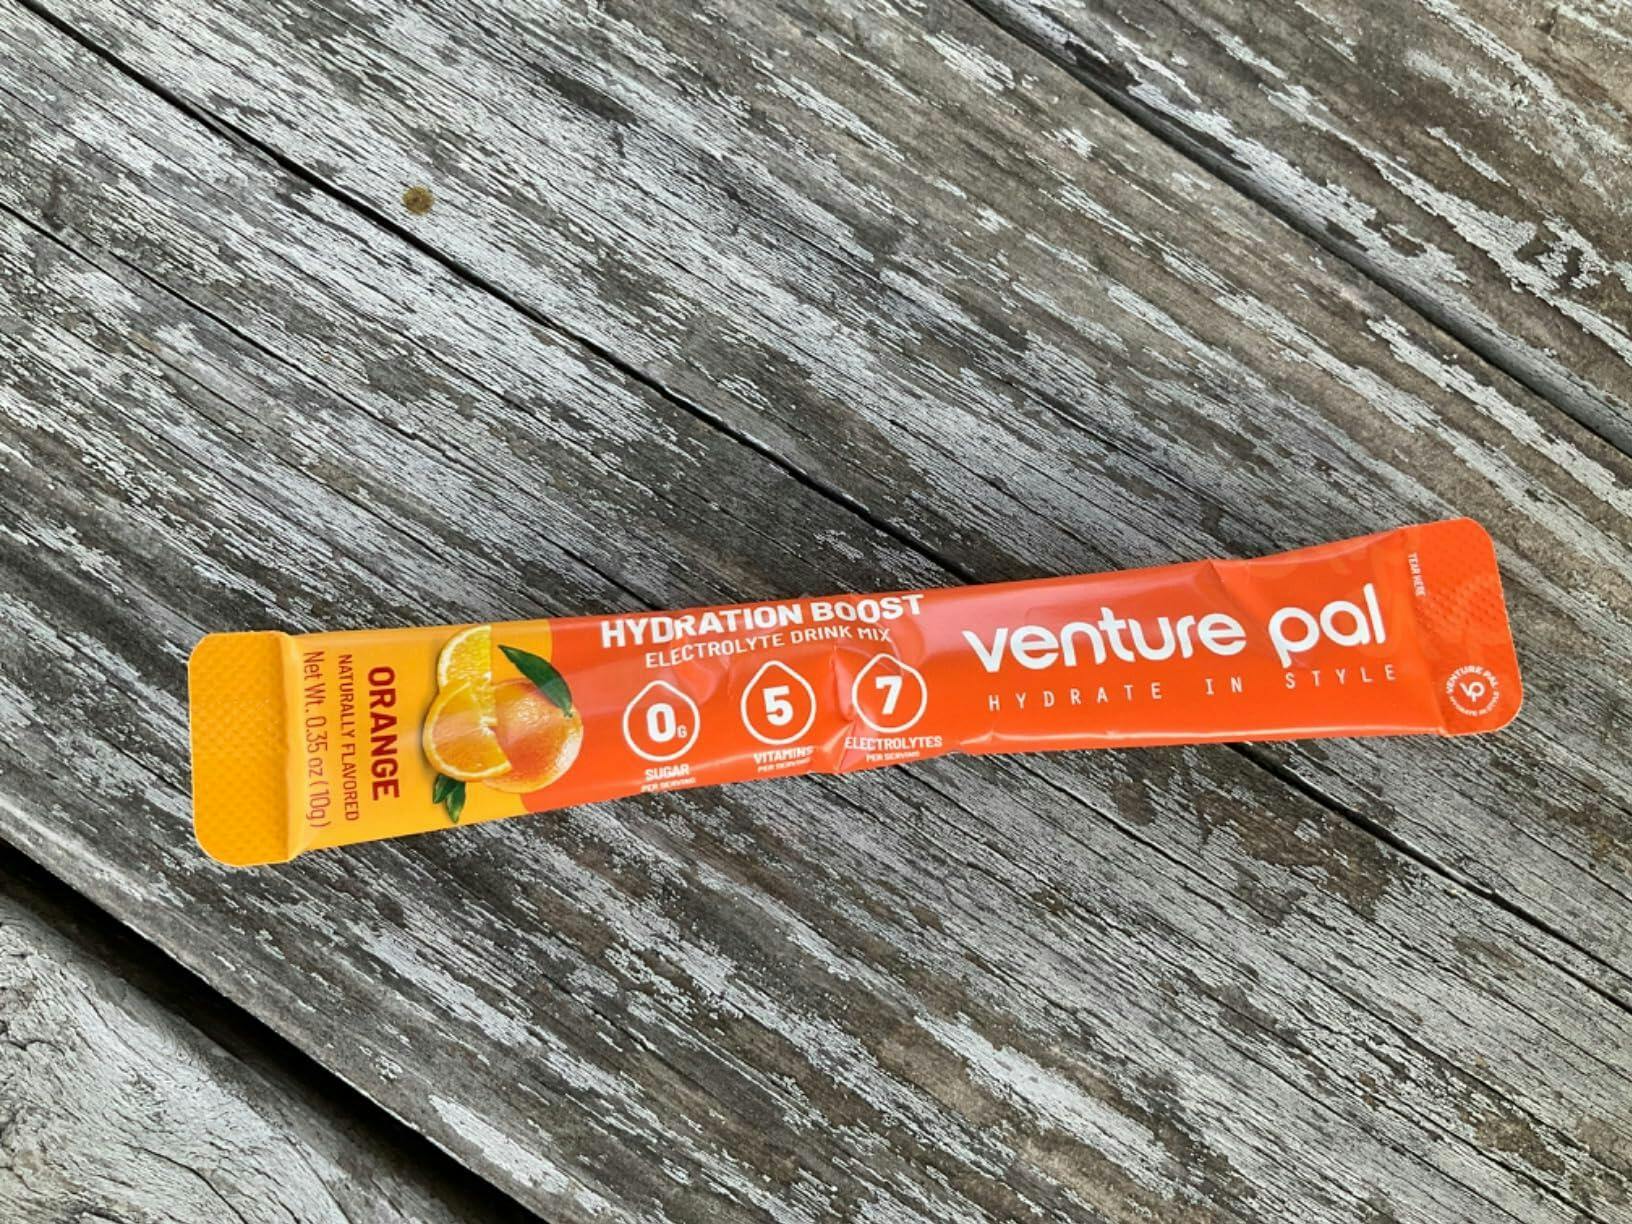 ORANGE
NATURALLY FLAVORED
Net Wt. 0.35 oz (10g)
HYDRATION BOOST
ELECTROLYTE DRINK MIX
0G
SUGAR
PER SERVING
5
VITAMINS
PER SERVING
7
ELECTROLYTES
PER SERVING
venture pal
HYDRATE IN STYLE
TEAR HERE
VENTURE PAL
VP